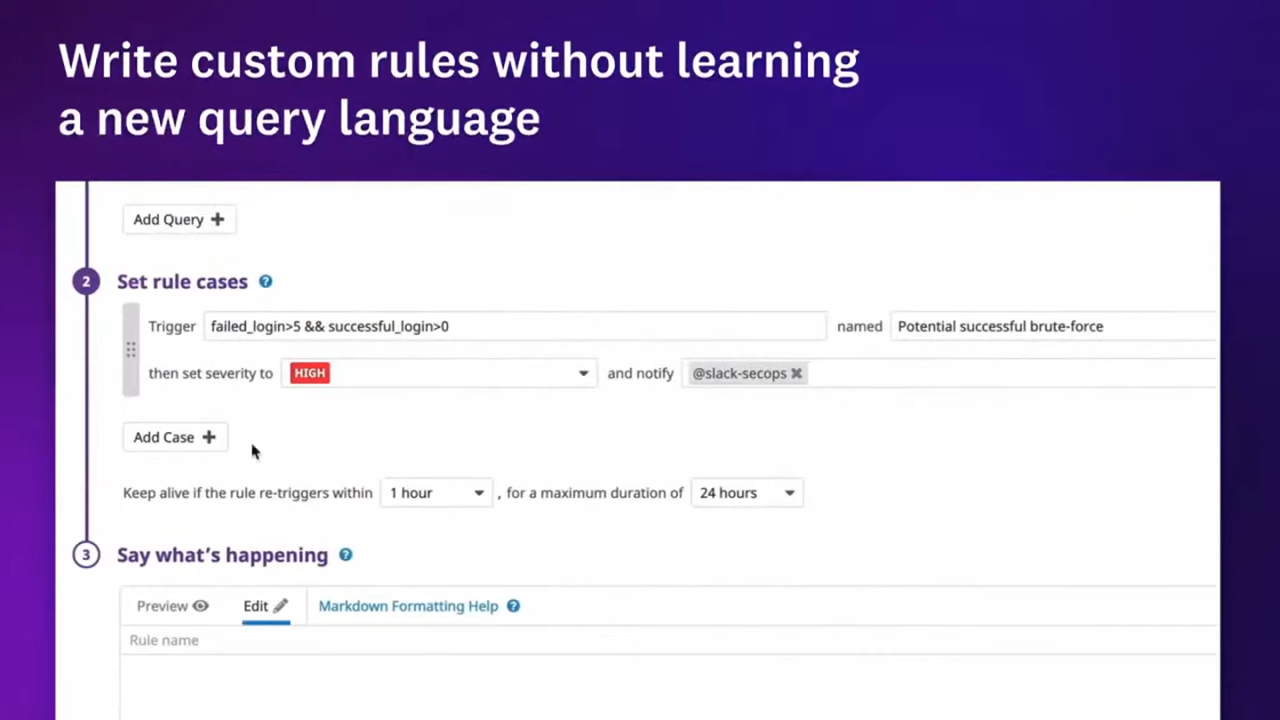 Write custom rules without learning
a new query language
Add Query +
2 Set rule cases ?
Trigger failed_login>5 && successful_login>0 named Potential successful brute-force
then set severity to HIGH and notify @slack-secops ✖
Add Case +
Keep alive if the rule re-triggers within 1 hour , for a maximum duration of 24 hours
3 Say what's happening ?
Preview Edit Markdown Formatting Help ?
Rule name